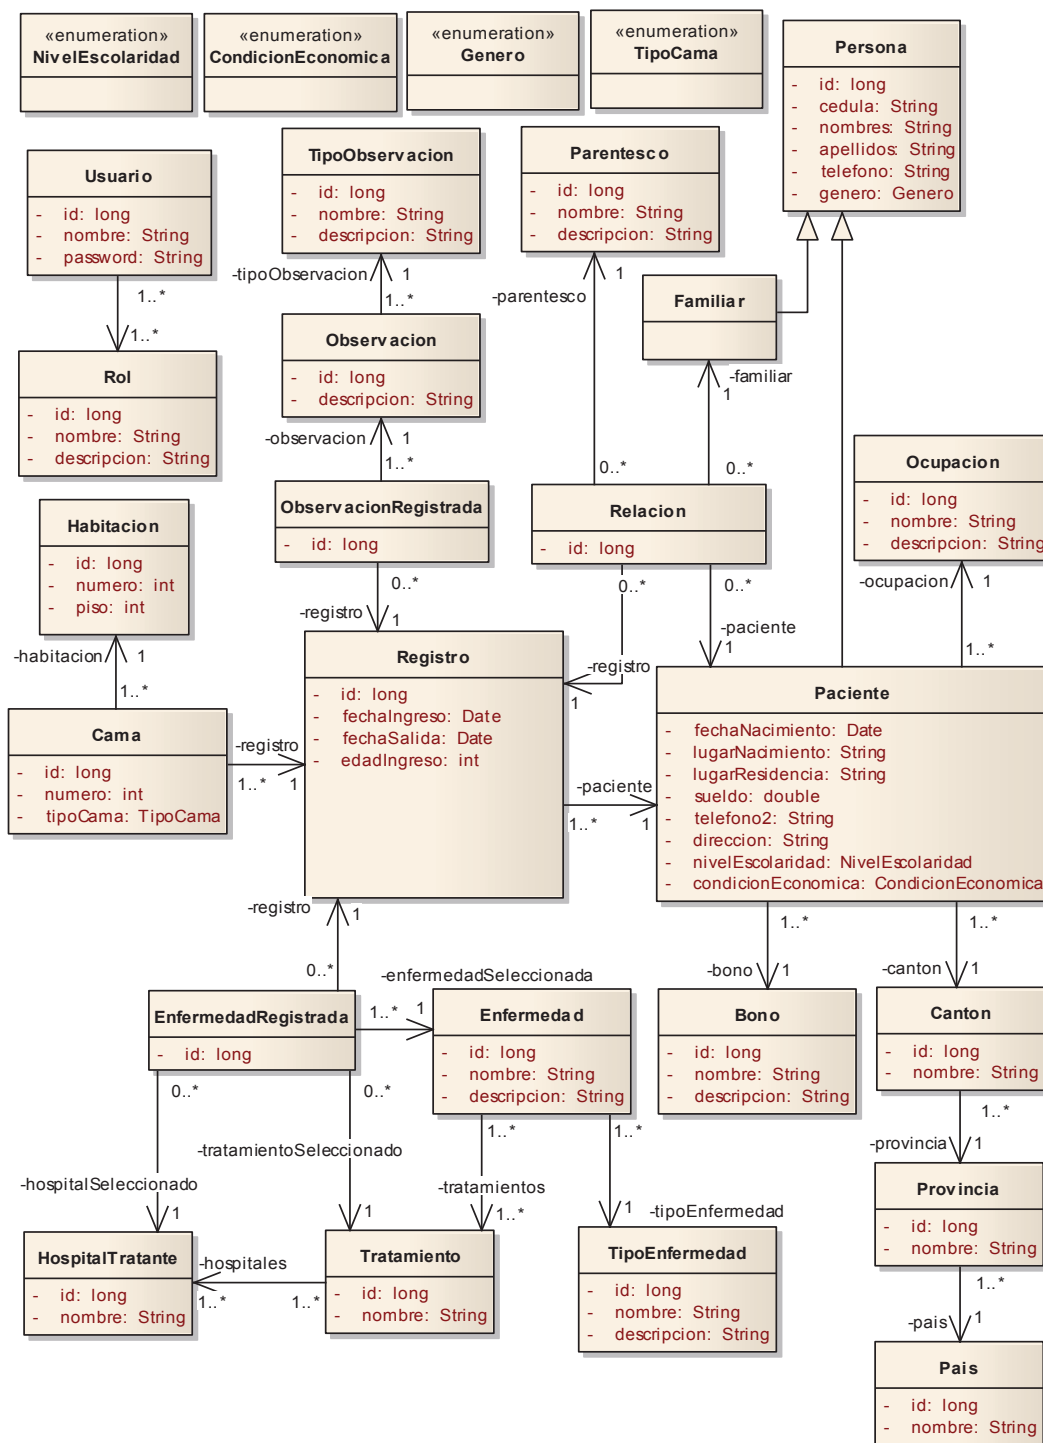 «enumeration»
NivelEscolaridad
«enumeration»
CondicionEconomica
«enumeration»
Genero
«enumeration»
TipoCama
Persona
- id: long
- cedula: String
- nombres: String
- apellidos: String
- telefono: String
- genero: Genero
Usuario
- id: long
- nombre: String
- password: String
1..*
1..*
Rol
- id: long
- nombre: String
- descripcion: String
TipoObservacion
- id: long
- nombre: String
- descripcion: String
-tipoObservacion
1
1..*
Observacion
- id: long
- descripcion: String
-observacion
1
1..*
ObservacionRegistrada
- id: long
0..*
-registro
1
Parentesco
- id: long
- nombre: String
- descripcion: String
1
-parentesco
0..*
Familiar
-familiar
1
0..*
Relacion
- id: long
0..*
0..*
-paciente
1
-registro
1
Ocupacion
- id: long
- nombre: String
- descripcion: String
-ocupacion
1
1..*
Habitacion
- id: long
- numero: int
- piso: int
-habitacion
1
1..*
Cama
- id: long
- numero: int
- tipoCama: TipoCama
-registro
1..*
1
Registro
- id: long
- fechaIngreso: Date
- fechaSalida: Date
- edadIngreso: int
-paciente
1..*
1
Paciente
- fechaNacimiento: Date
- lugarNacimiento: String
- lugarResidencia: String
- sueldo: double
- telefono2: String
- direccion: String
- nivelEscolaridad: NivelEscolaridad
- condicionEconomica: CondicionEconomica
-registro
1
0..*
EnfermedadRegistrada
- id: long
-enfermedadSeleccionada
1..*
1
Enfermedad
- id: long
- nombre: String
- descripcion: String
1..*
-bono
1
Bono
- id: long
- nombre: String
- descripcion: String
1..*
-canton
1
Canton
- id: long
- nombre: String
1..*
-provincia
1
Provincia
- id: long
- nombre: String
1..*
-pais
1
Pais
- id: long
- nombre: String
0..*
-hospitalSeleccionado
1
0..*
-tratamientoSeleccionado
1
1..*
-tratamientos
1..*
1..*
1
-tipoEnfermedad
HospitalTratante
- id: long
- nombre: String
-hospitales
1..*
1..*
Tratamiento
- id: long
- nombre: String
TipoEnfermedad
- id: long
- nombre: String
- descripcion: String